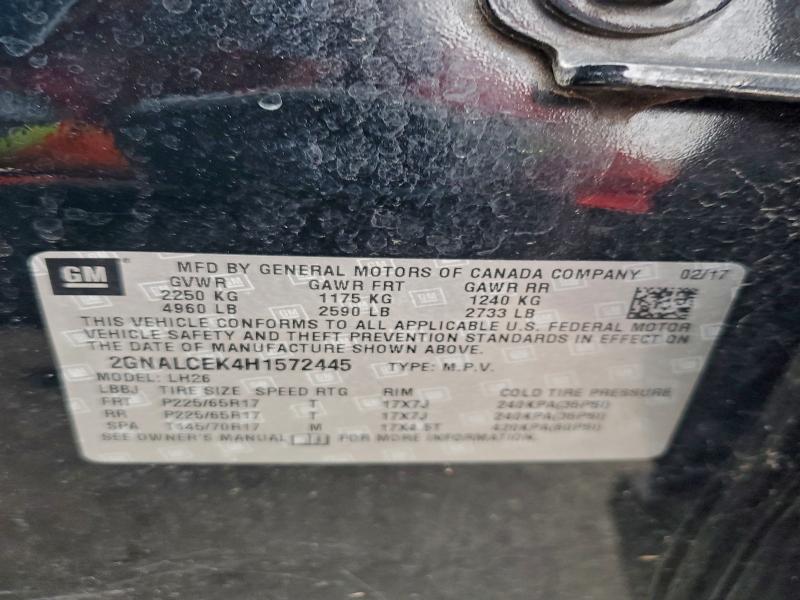 GM
MFD BY GENERAL MOTORS OF CANADA COMPANY 02/17
GVWR GAWR FRT GAWR RR
2250 KG 1175 KG 1240 KG
4960 LB 2590 LB 2733 LB
THIS VEHICLE CONFORMS TO ALL APPLICABLE U.S. FEDERAL MOTOR
VEHICLE SAFETY AND THEFT PREVENTION STANDARDS IN EFFECT ON
THE DATE OF MANUFACTURE SHOWN ABOVE.
2GNALCEK4H1572445 TYPE: M.P.V.
MODEL: LH26
LBBJ TIRE SIZE SPEED RTG RIM COLD TIRE PRESSURE
FRT P225/65R17 T 17X7J 240KPA(35PSI)
RR P225/65R17 T 17X7J 240KPA(35PSI)
SPA T145/70R17 M 17X4.5T 420KPA(60PSI)
SEE OWNER'S MANUAL FOR MORE INFORMATION.